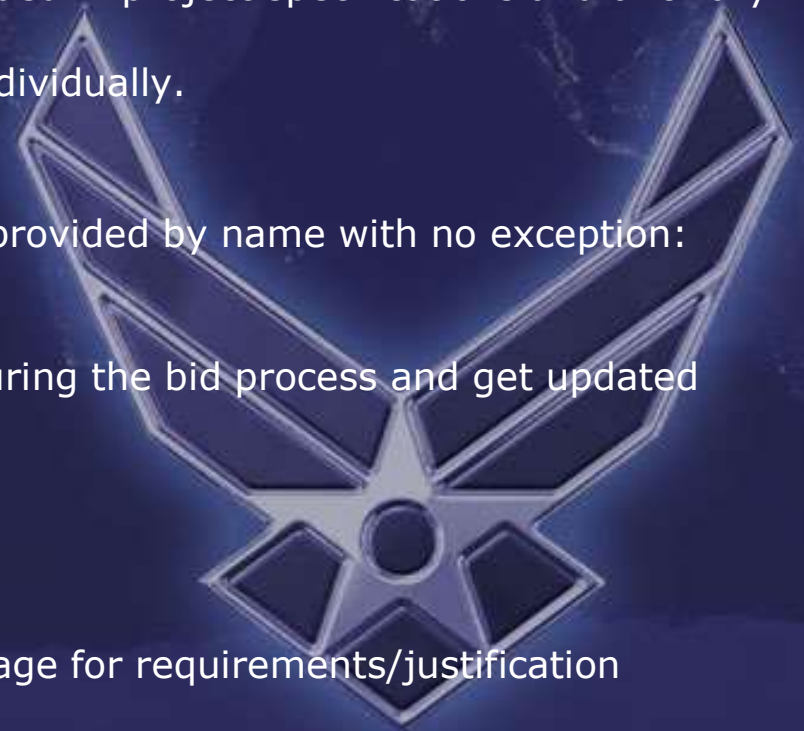 dividually.
provided by name with no exception:
uring the bid process and get updated
age for requirements/justification